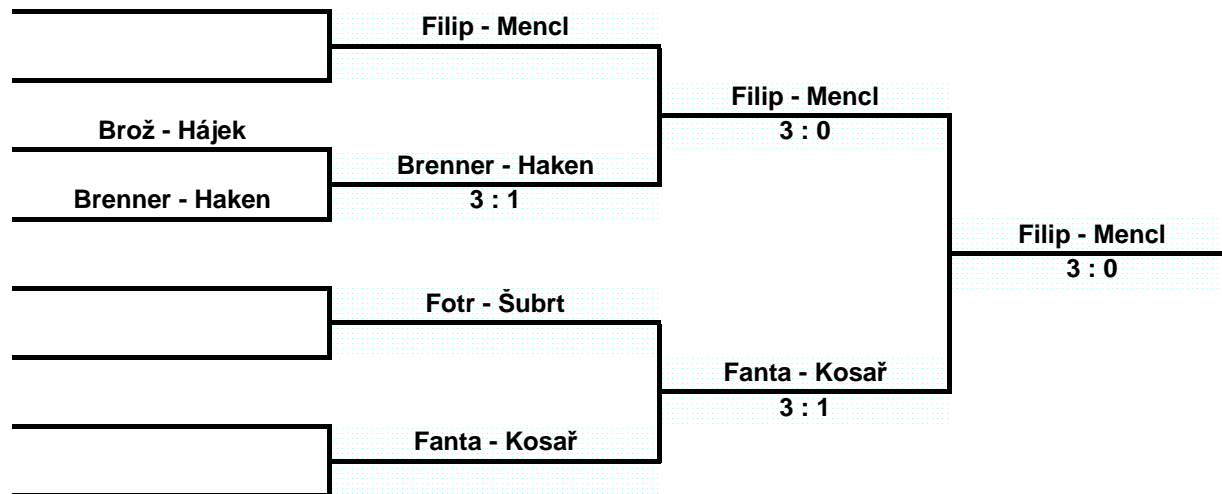 Filip - Mencl
Filip - Mencl
Brož - Hájek
3 : 0
Brenner - Haken
Brenner - Haken
3 : 1
Filip - Mencl
3 : 0
Fotr - Šubrt
Fanta - Kosař
3 : 1
Fanta - Kosař